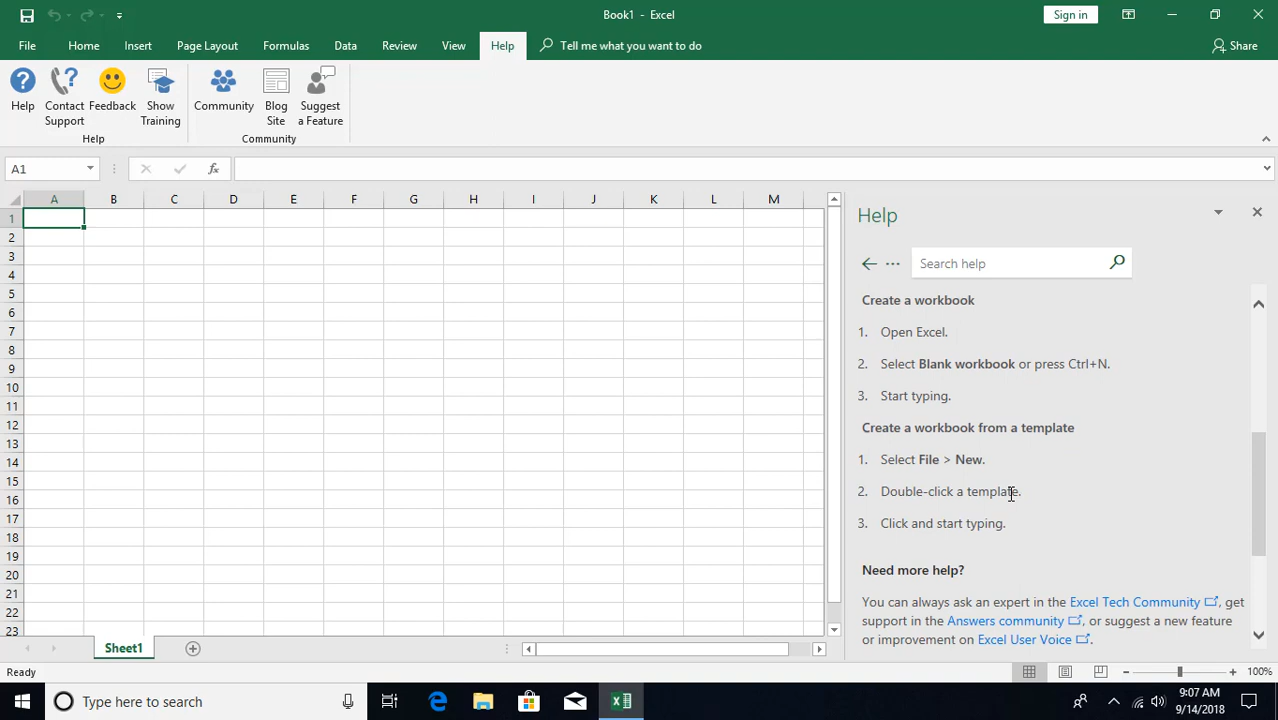 Book1 - Excel
Sign in
File Home Insert Page Layout Formulas Data Review View Help Tell me what you want to do Share
Help Contact Support Feedback Show Training Community Blog Site Suggest a Feature
Help Community
A1 fx
A B C D E F G H I J K L M
1
2
3
4
5
6
7
8
9
10
11
12
13
14
15
16
17
18
19
20
21
22
23
Help
Search help
Create a workbook
1. Open Excel.
2. Select Blank workbook or press Ctrl+N.
3. Start typing.
Create a workbook from a template
1. Select File > New.
2. Double-click a template.
3. Click and start typing.
Need more help?
You can always ask an expert in the Excel Tech Community, get
support in the Answers community, or suggest a new feature
or improvement on Excel User Voice.
Sheet1
Ready 100%
Type here to search
9:07 AM
9/14/2018